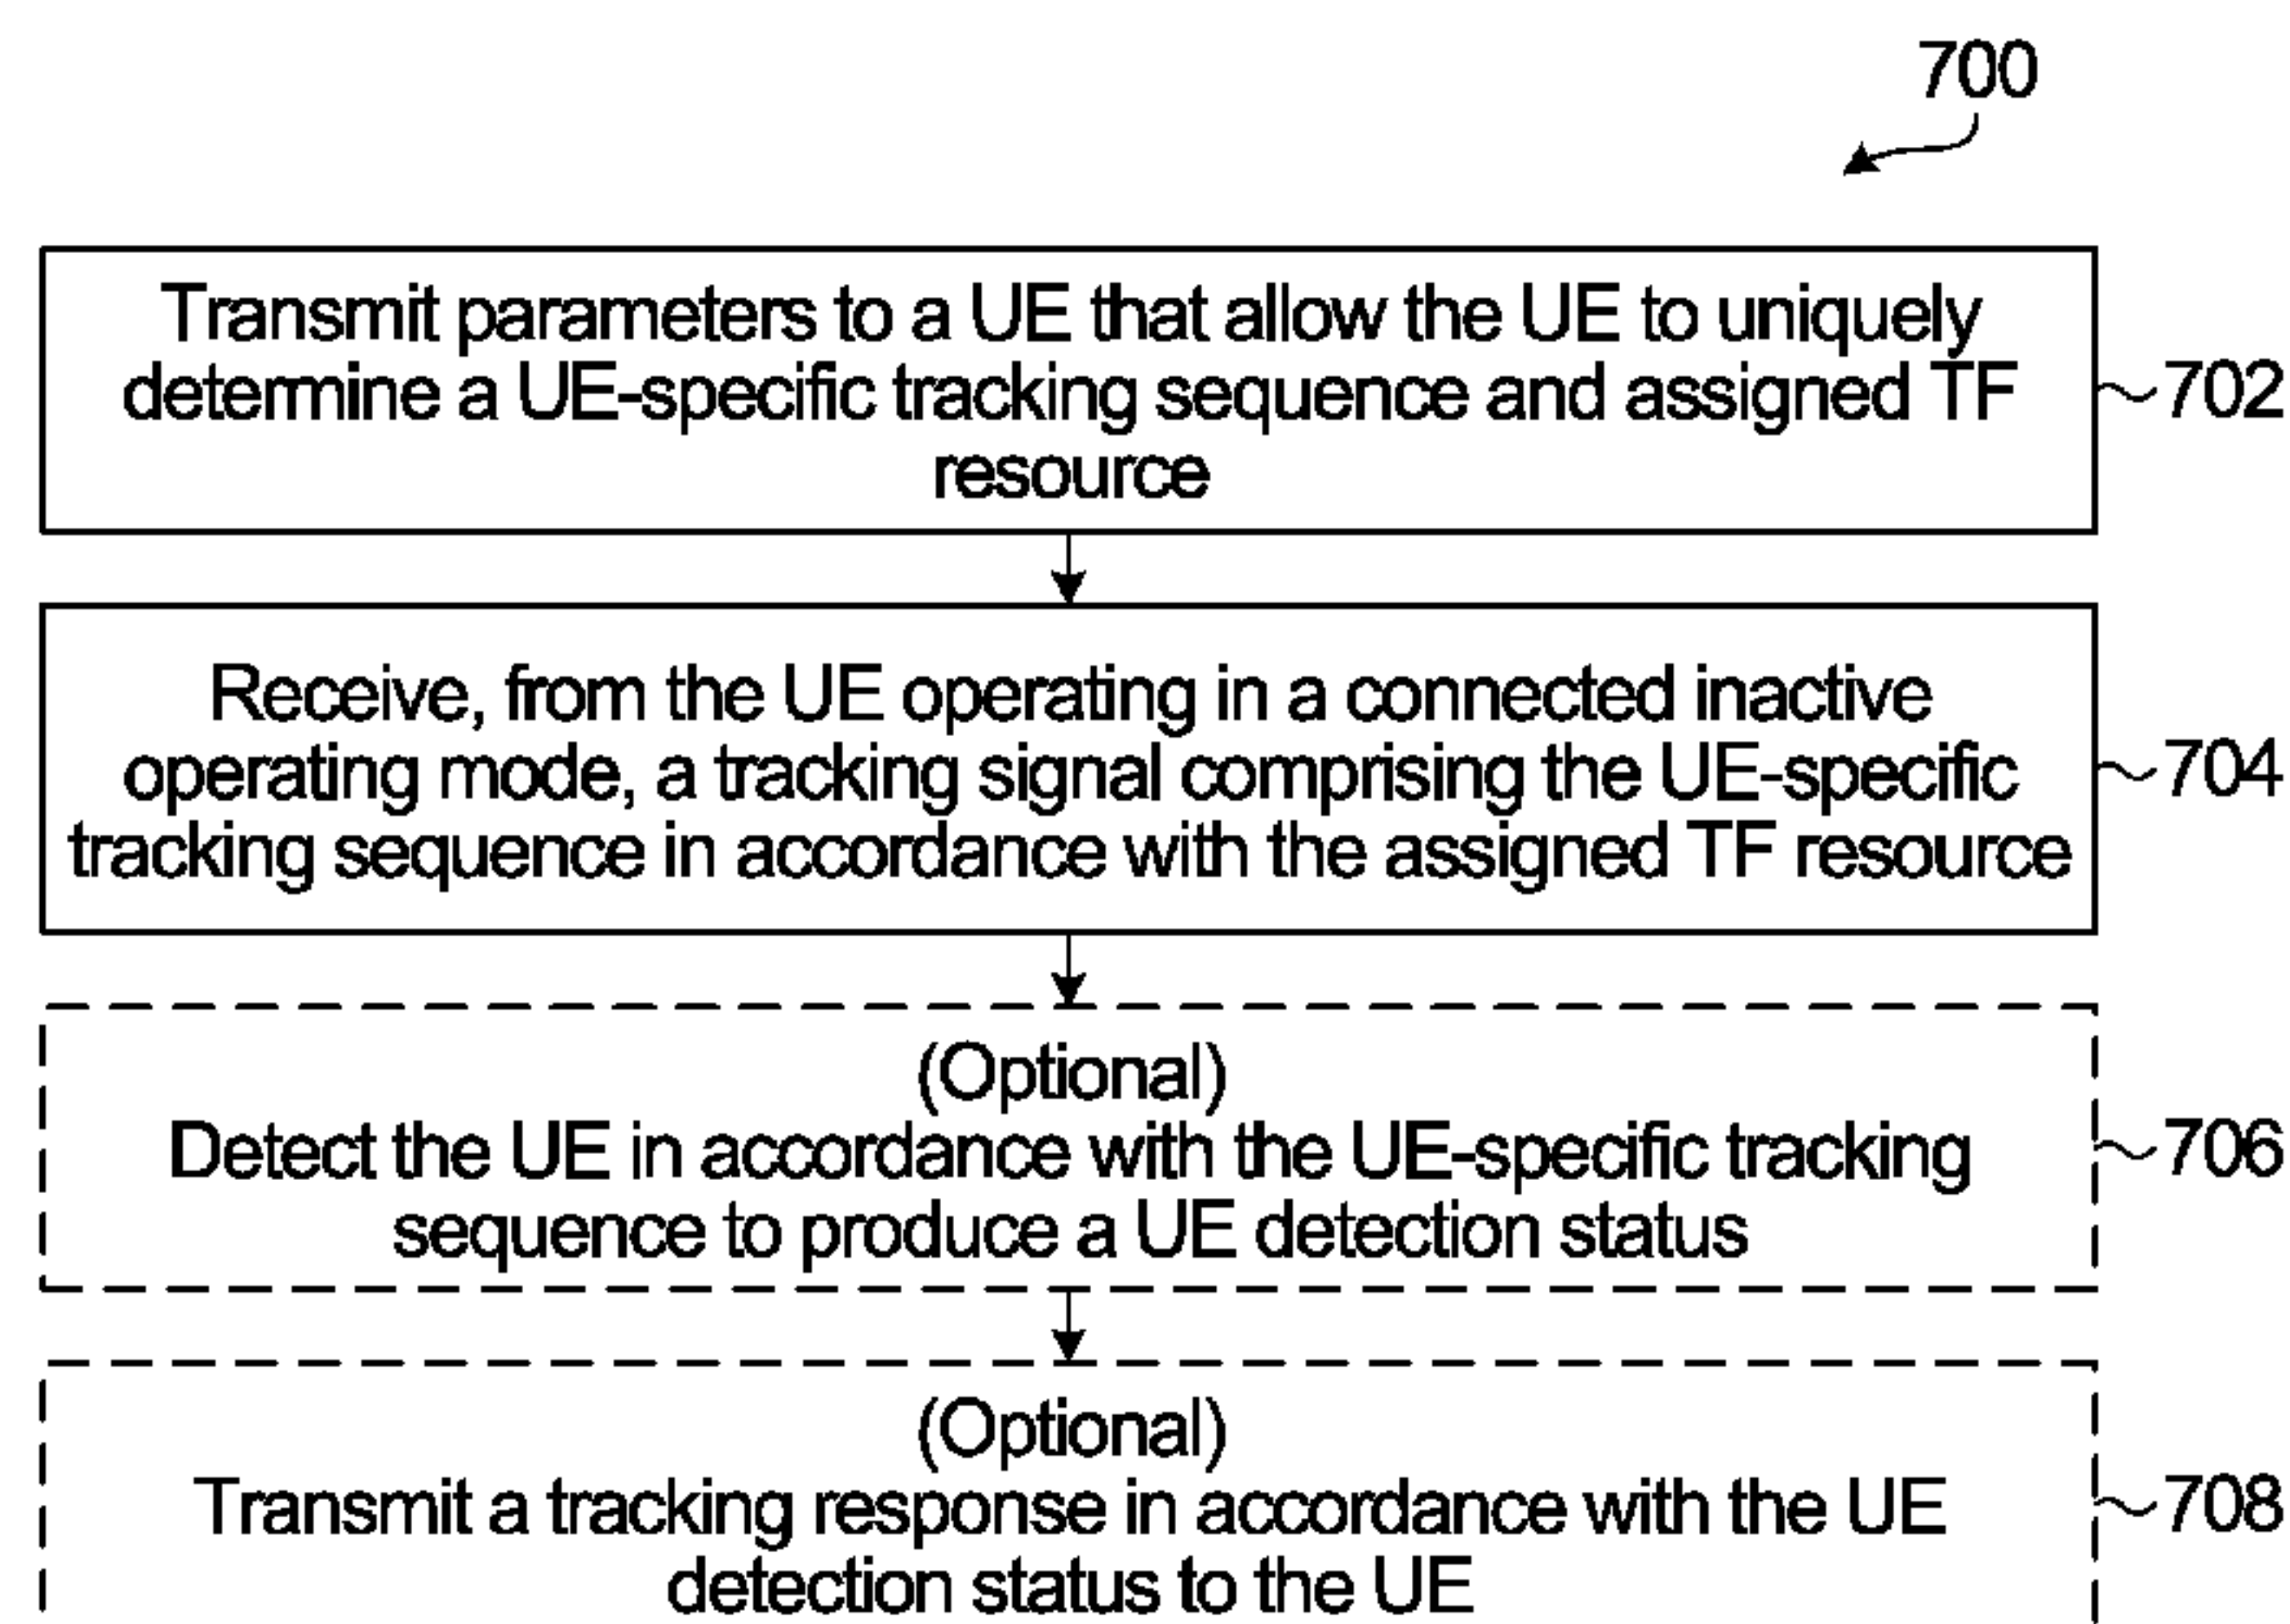 700
Transmit parameters to a UE that allow the UE to uniquely
determine a UE-specific tracking sequence and assigned TF
resource
702
Receive, from the UE operating in a connected inactive
operating mode, a tracking signal comprising the UE-specific
tracking sequence in accordance with the assigned TF resource
704
(Optional)
Detect the UE in accordance with the UE-specific tracking
sequence to produce a UE detection status
706
(Optional)
Transmit a tracking response in accordance with the UE
detection status to the UE
708